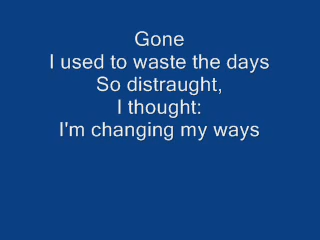 Gone
I used to waste the days
So distraught,
I thought:
I'm changing my ways